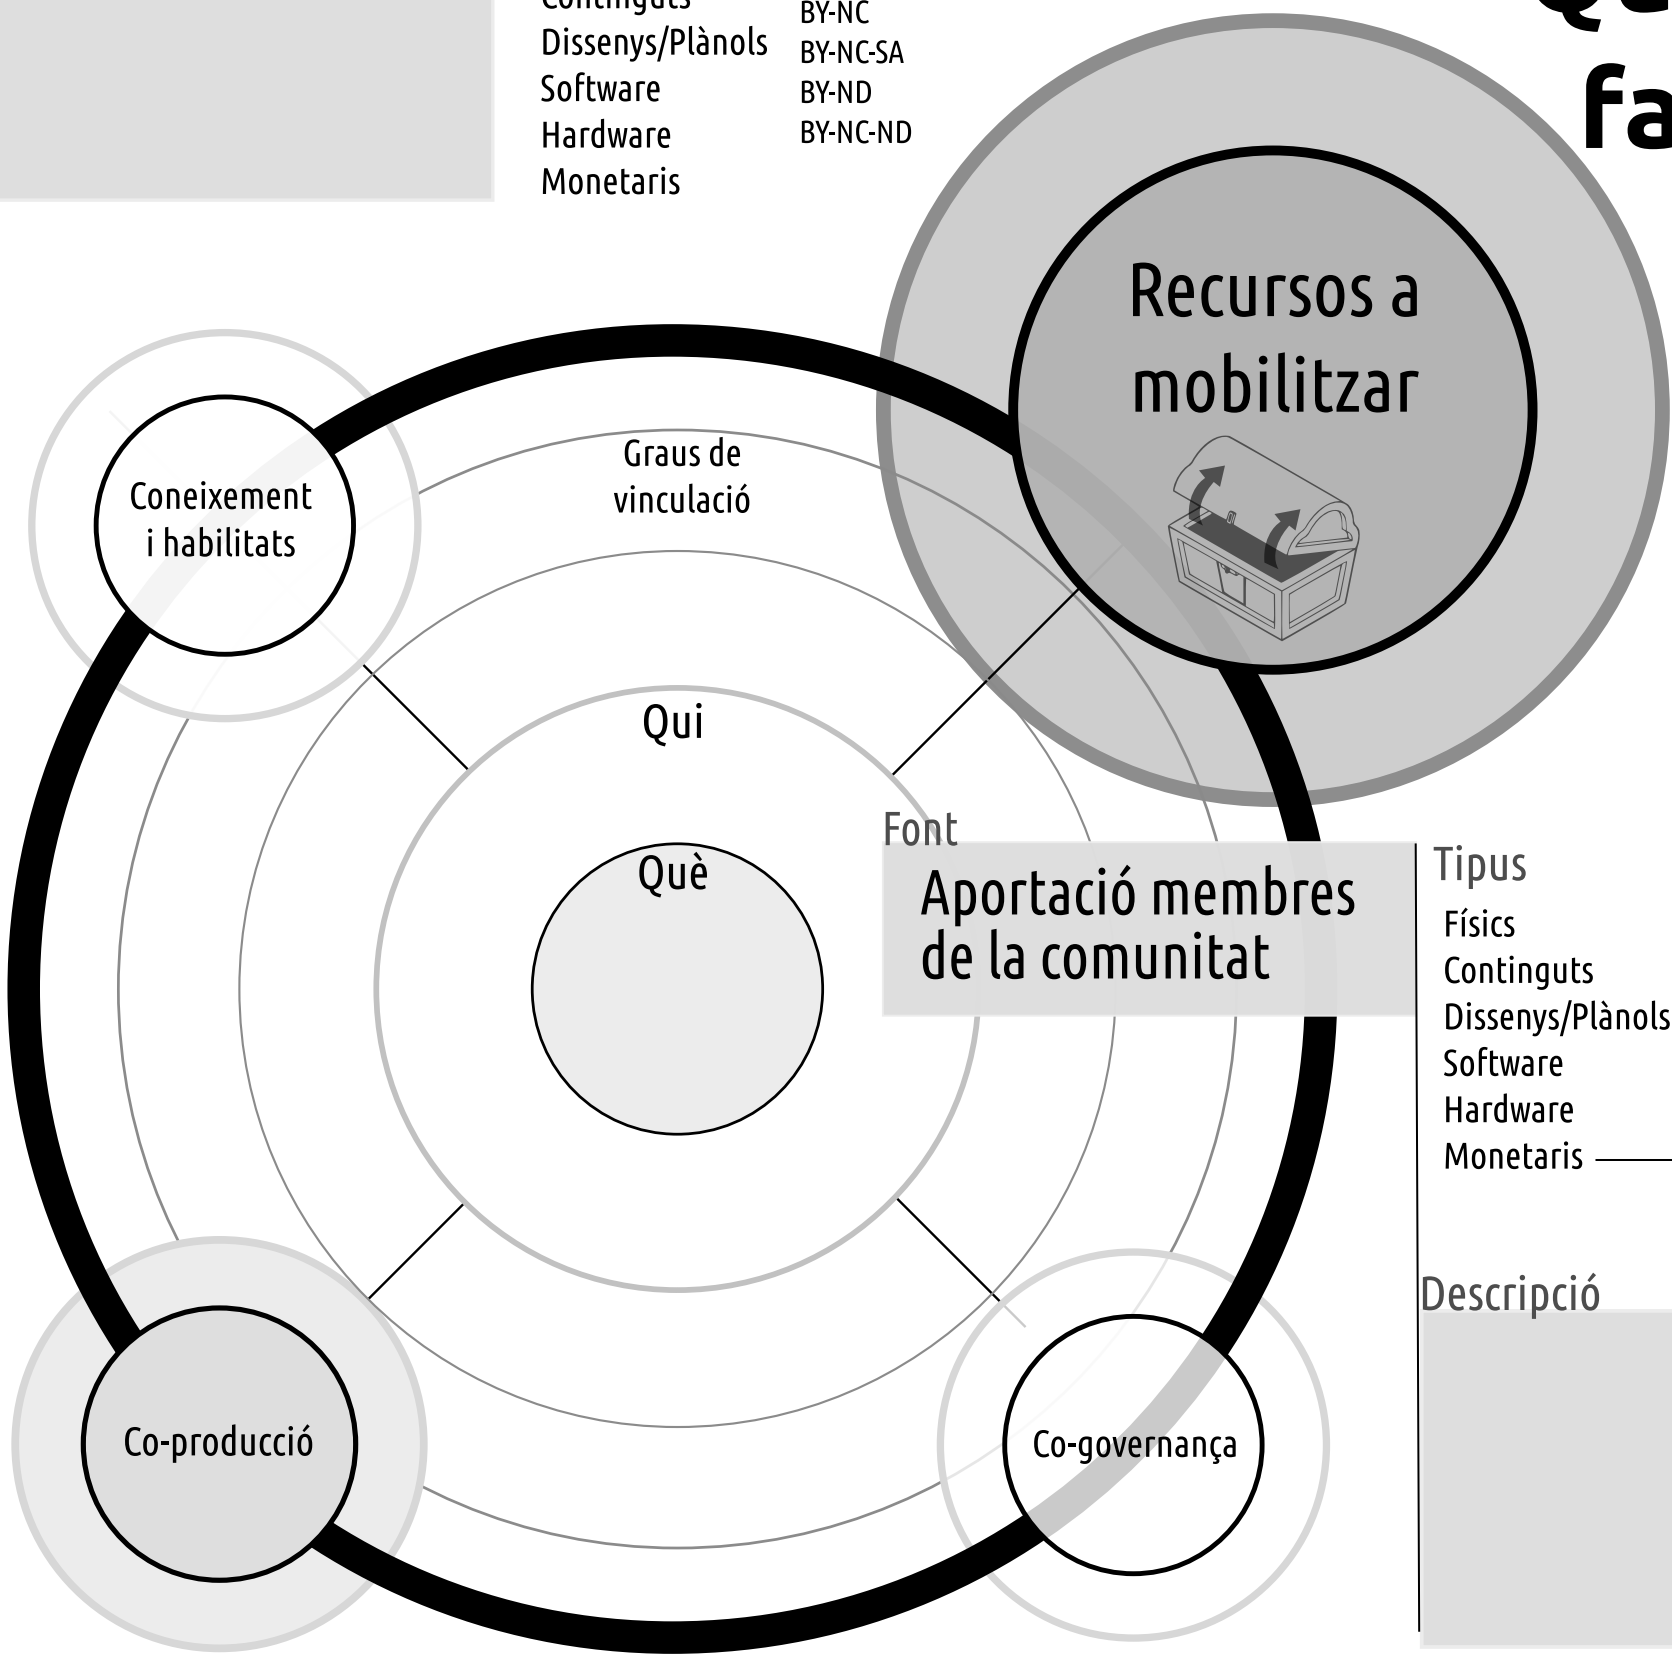 Continguts
Dissenys/Plànols
Software
Hardware
Monetaris
BY-NC
BY-NC-SA
BY-ND
BY-NC-ND
fa
Recursos a
mobilitzar
Coneixement
i habilitats
Graus de
vinculació
Qui
Què
Font
Aportació membres
de la comunitat
Tipus
Físics
Continguts
Dissenys/Plànols
Software
Hardware
Monetaris
Descripció
Co-producció
Co-governança